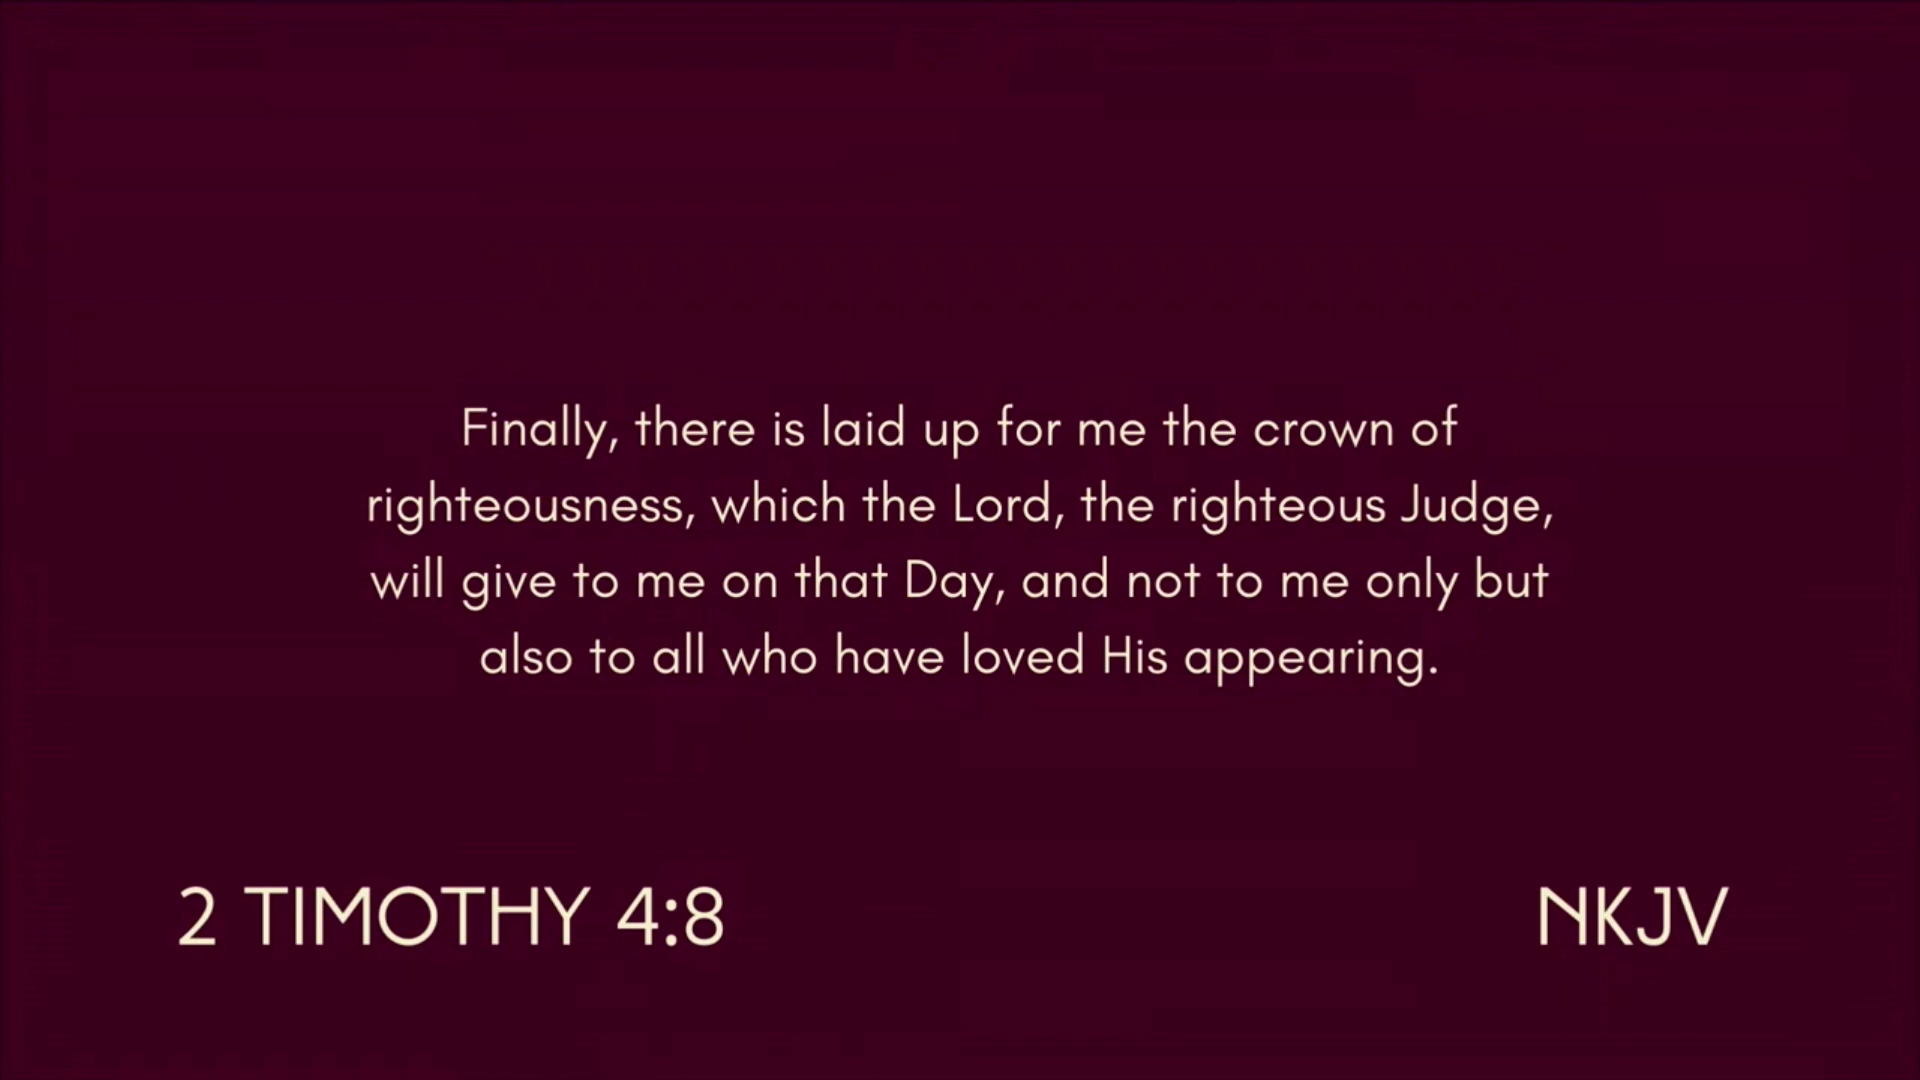 Finally, there is laid up for me the crown of
righteousness, which the Lord, the righteous Judge,
will give to me on that Day, and not to me only but
also to all who have loved His appearing.
2 TIMOTHY 4:8
NKJV